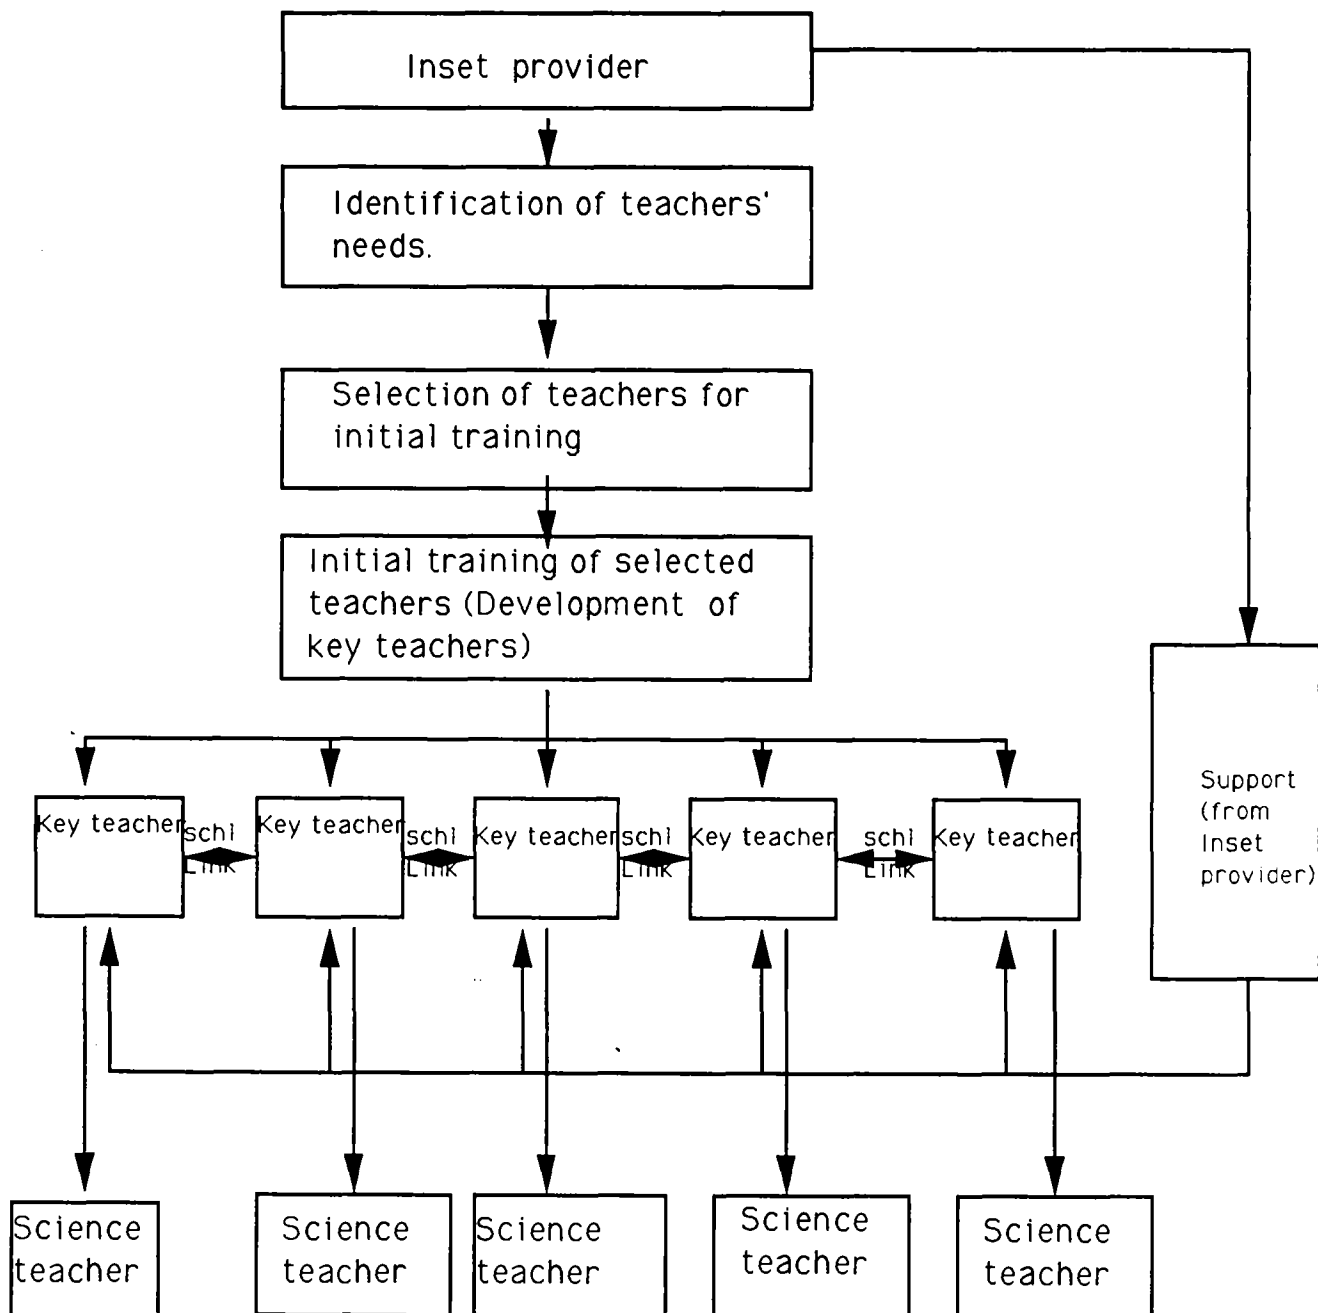 Inset provider
Identification of teachers'
needs.
Selection of teachers for
initial training
Initial training of selected
teachers (Development of
key teachers)
Key teacher
schl
Link
Key teacher
schl
Link
Key teacher
schl
Link
Key teacher
schl
Link
Key teacher
Support
(from
Inset
provider)
Science
teacher
Science
teacher
Science
teacher
Science
teacher
Science
teacher